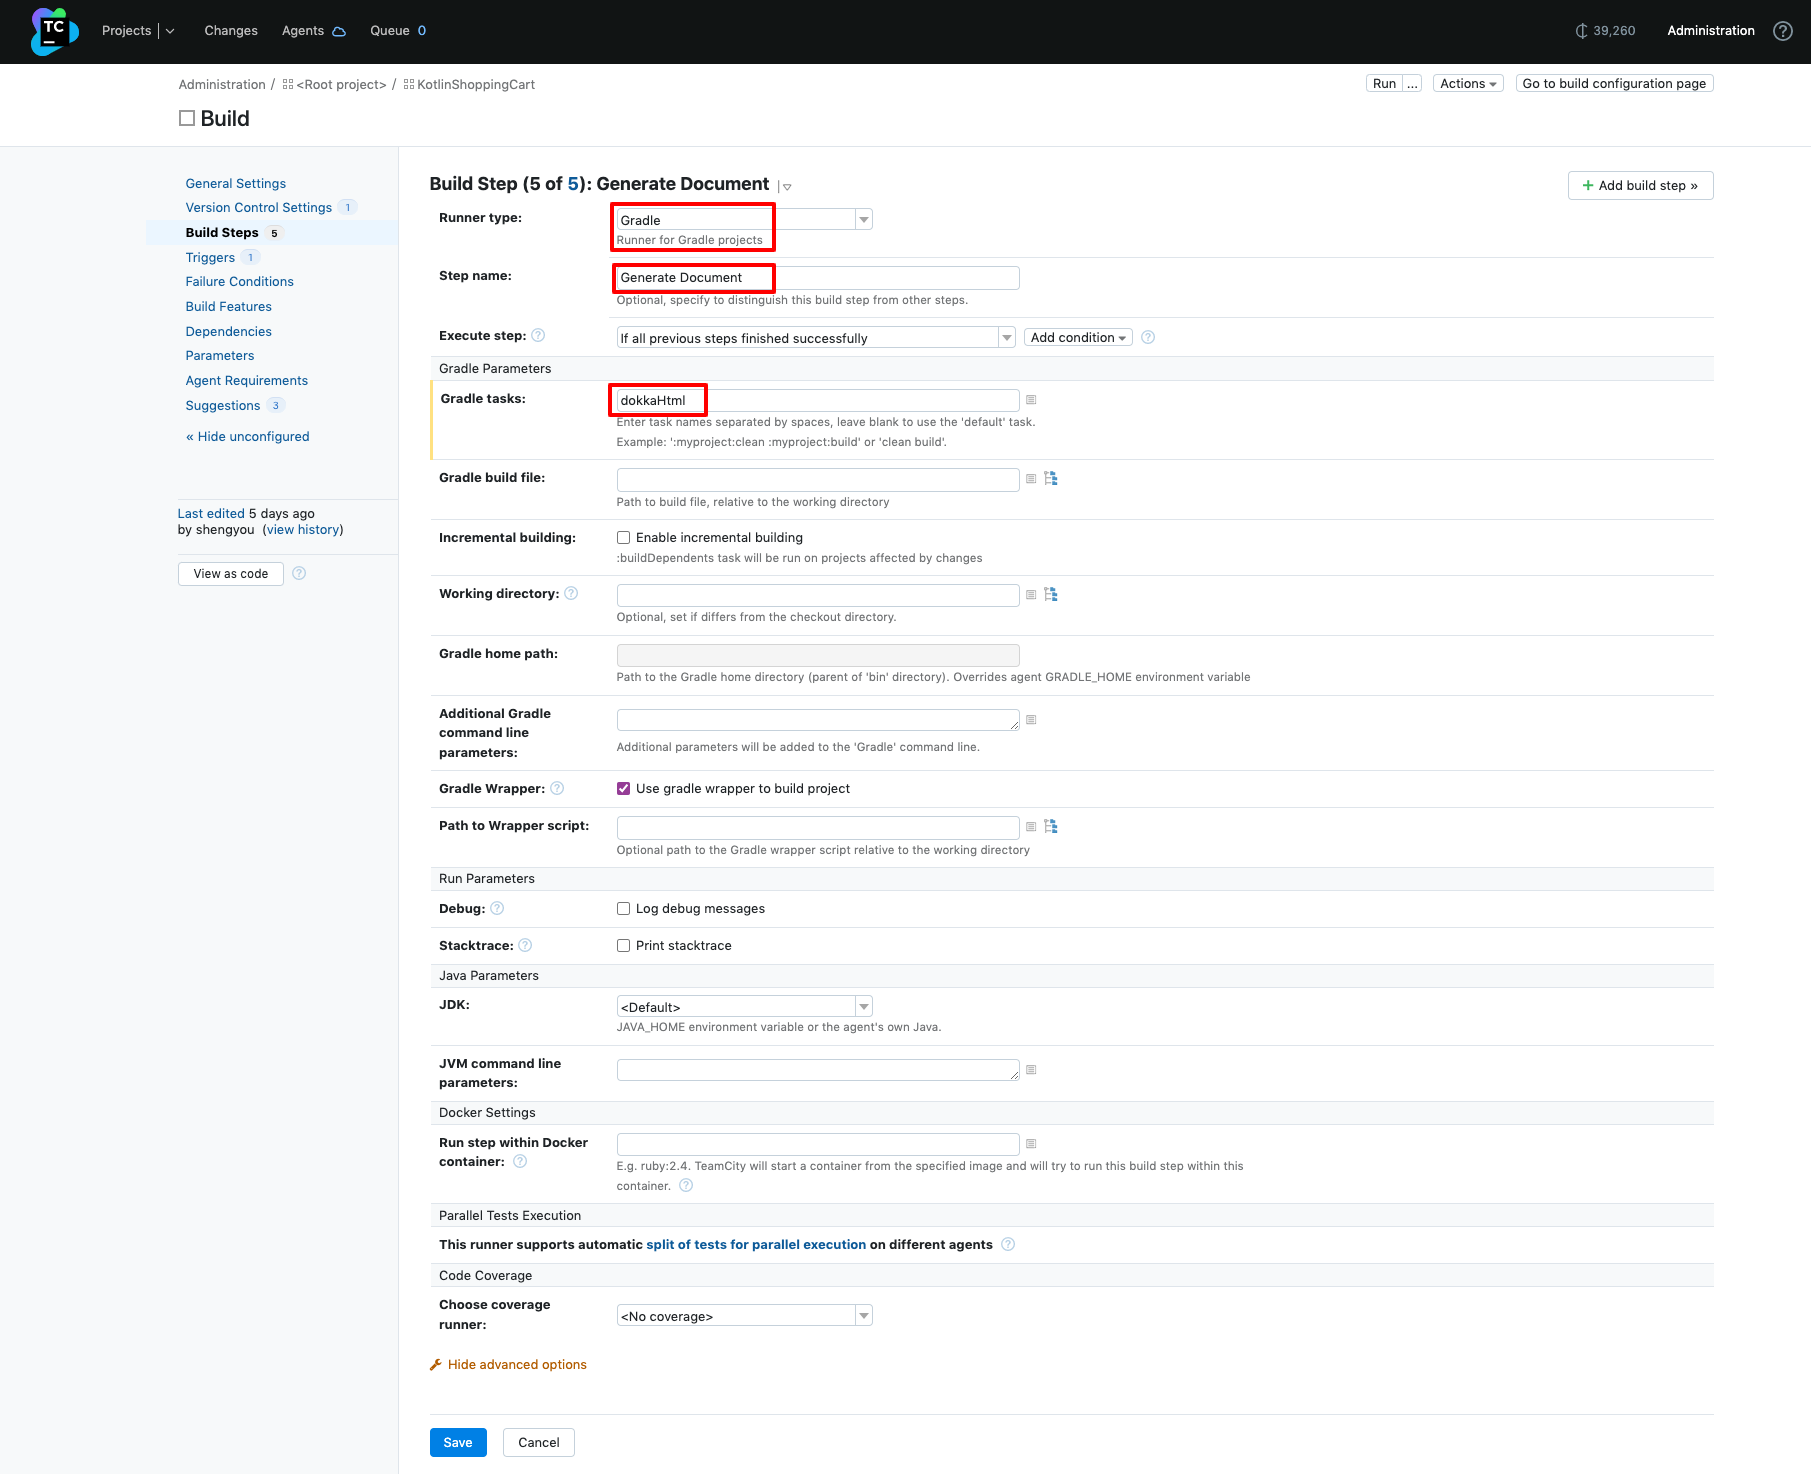 TC
Projects
Changes
Agents
Queue 0
39,260
Administration
?
Administration / <Root project> / KotlinShoppingCart
Run ...
Actions
Go to build configuration page
Build
General Settings
Version Control Settings 1
Build Steps 5
Triggers 1
Failure Conditions
Build Features
Dependencies
Parameters
Agent Requirements
Suggestions 3
« Hide unconfigured
Last edited 5 days ago
by shengyou (view history)
View as code ?
Build Step (5 of 5): Generate Document
+ Add build step »
Runner type:
Gradle
Runner for Gradle projects
Step name:
Generate Document
Optional, specify to distinguish this build step from other steps.
Execute step: ?
If all previous steps finished successfully
Add condition ?
Gradle Parameters
Gradle tasks:
dokkaHtml
Enter task names separated by spaces, leave blank to use the 'default' task.
Example: ':myproject:clean :myproject:build' or 'clean build'.
Gradle build file:
Path to build file, relative to the working directory
Incremental building:
Enable incremental building
:buildDependents task will be run on projects affected by changes
Working directory: ?
Optional, set if differs from the checkout directory.
Gradle home path:
Path to the Gradle home directory (parent of 'bin' directory). Overrides agent GRADLE_HOME environment variable
Additional Gradle
command line
parameters:
Additional parameters will be added to the 'Gradle' command line.
Gradle Wrapper: ?
Use gradle wrapper to build project
Path to Wrapper script:
Optional path to the Gradle wrapper script relative to the working directory
Run Parameters
Debug: ?
Log debug messages
Stacktrace: ?
Print stacktrace
Java Parameters
JDK:
<Default>
JAVA_HOME environment variable or the agent's own Java.
JVM command line
parameters:
Docker Settings
Run step within Docker
container: ?
E.g. ruby:2.4. TeamCity will start a container from the specified image and will try to run this build step within this
container. ?
Parallel Tests Execution
This runner supports automatic split of tests for parallel execution on different agents ?
Code Coverage
Choose coverage
runner:
<No coverage>
Hide advanced options
Save
Cancel